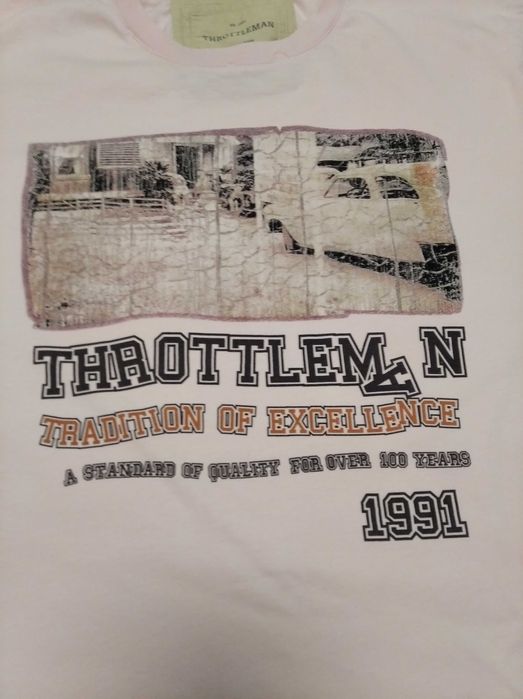 THROTTLEMAN
THROTTLEMAN
TRADITION OF EXCELLENCE
A STANDARD OF QUALITY FOR OVER 100 YEARS
1991